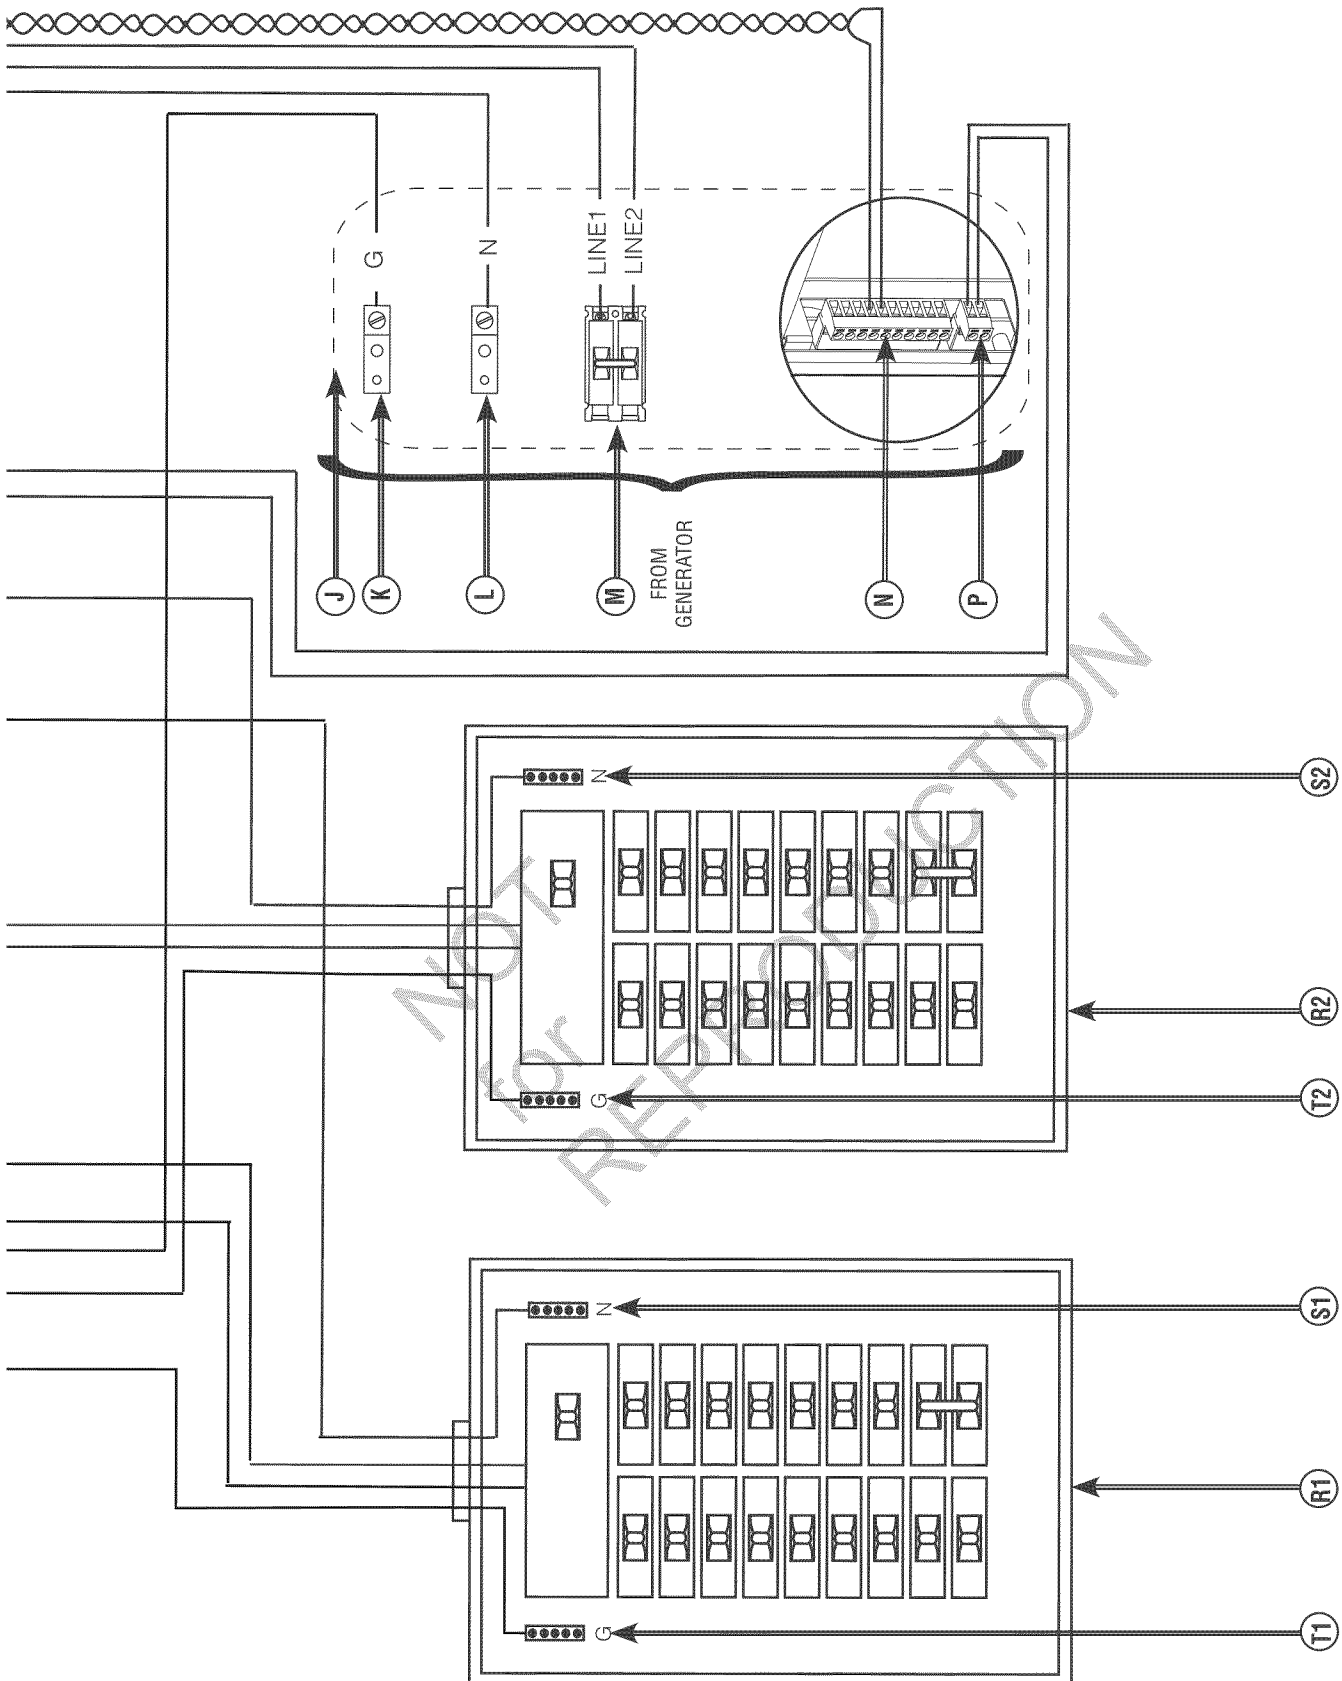 G
N
LINE1
LINE2
J
K
L
M
FROM
GENERATOR
N
P
NOT
for
REPRODUCTION
N
S2
R2
G
T2
N
S1
R1
G
T1